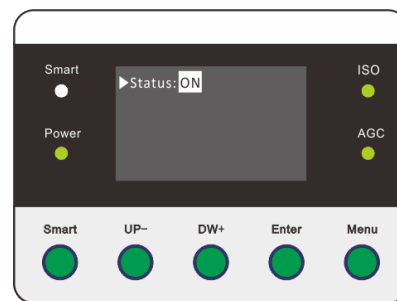 Smart
ISO
▶Status: ON
Power
AGC
Smart
UP−
DW+
Enter
Menu